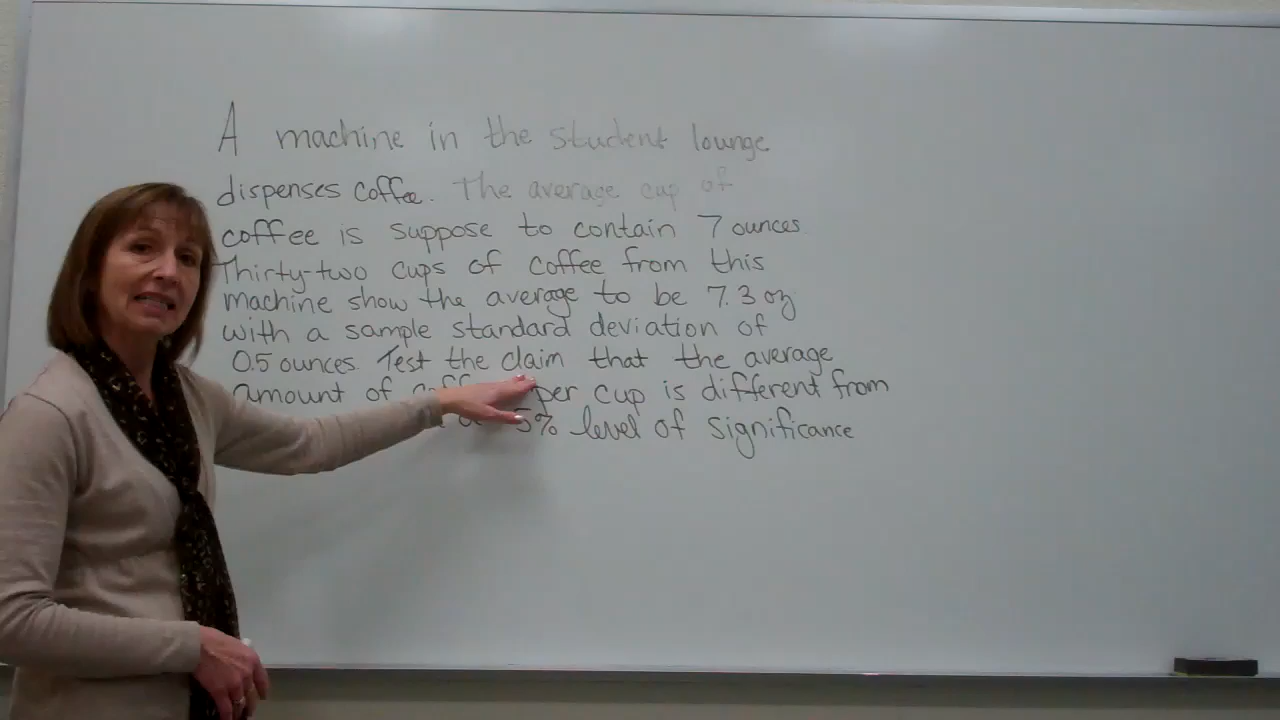 A machine in the student lounge
dispenses coffee. The average cup of
coffee is suppose to contain 7 ounces
Thirty-two cups of coffee from this
machine show the average to be 7.3 oz
with a sample standard deviation of
0.5 ounces. Test the claim that the average
amount of per cup is different from
5% level of significance